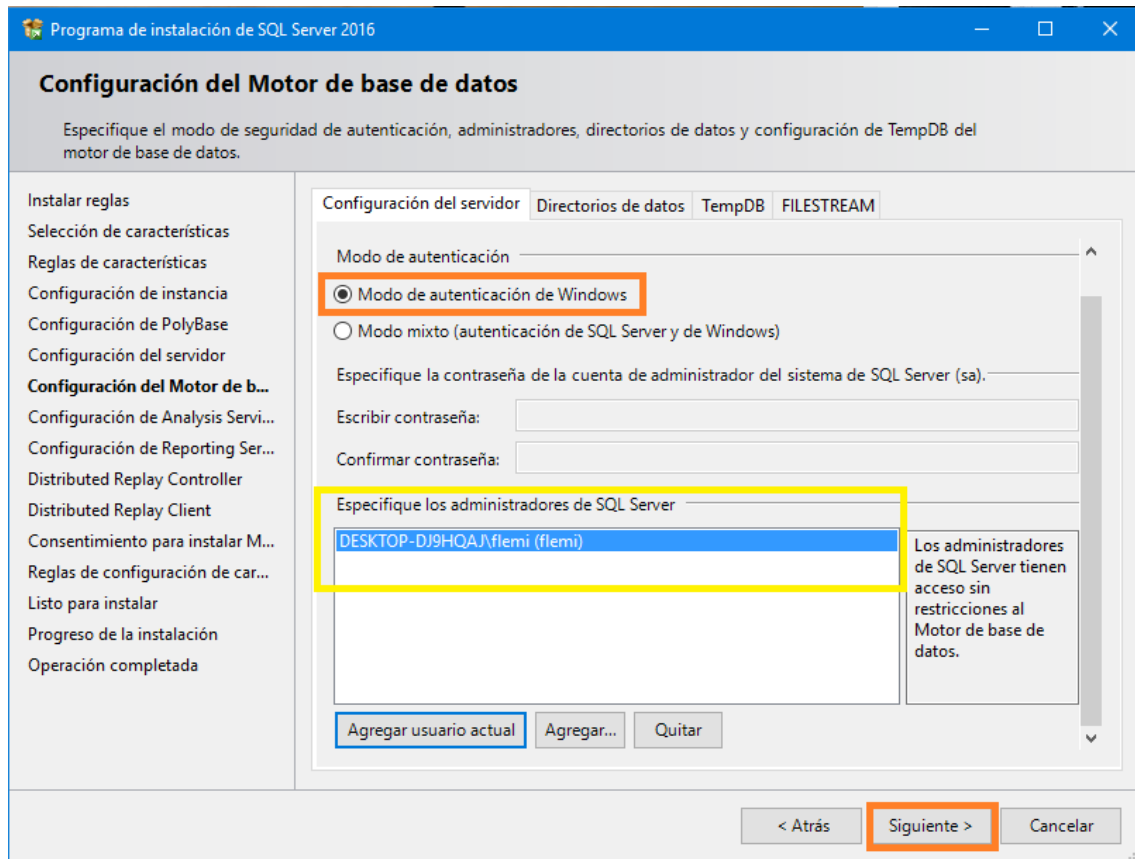 Programa de instalación de SQL Server 2016
Configuración del Motor de base de datos
Especifique el modo de seguridad de autenticación, administradores, directorios de datos y configuración de TempDB del
motor de base de datos.
Instalar reglas
Selección de características
Reglas de características
Configuración de instancia
Configuración de PolyBase
Configuración del servidor
Configuración del Motor de b...
Configuración de Analysis Servi...
Configuración de Reporting Ser...
Distributed Replay Controller
Distributed Replay Client
Consentimiento para instalar M...
Reglas de configuración de car...
Listo para instalar
Progreso de la instalación
Operación completada
Configuración del servidor Directorios de datos TempDB FILESTREAM
Modo de autenticación
Modo de autenticación de Windows
Modo mixto (autenticación de SQL Server y de Windows)
Especifique la contraseña de la cuenta de administrador del sistema de SQL Server (sa).
Escribir contraseña:
Confirmar contraseña:
Especifique los administradores de SQL Server
DESKTOP-DJ9HQAJ\flemi (flemi)
Los administradores
de SQL Server tienen
acceso sin
restricciones al
Motor de base de
datos.
Agregar usuario actual Agregar... Quitar
< Atrás Siguiente > Cancelar